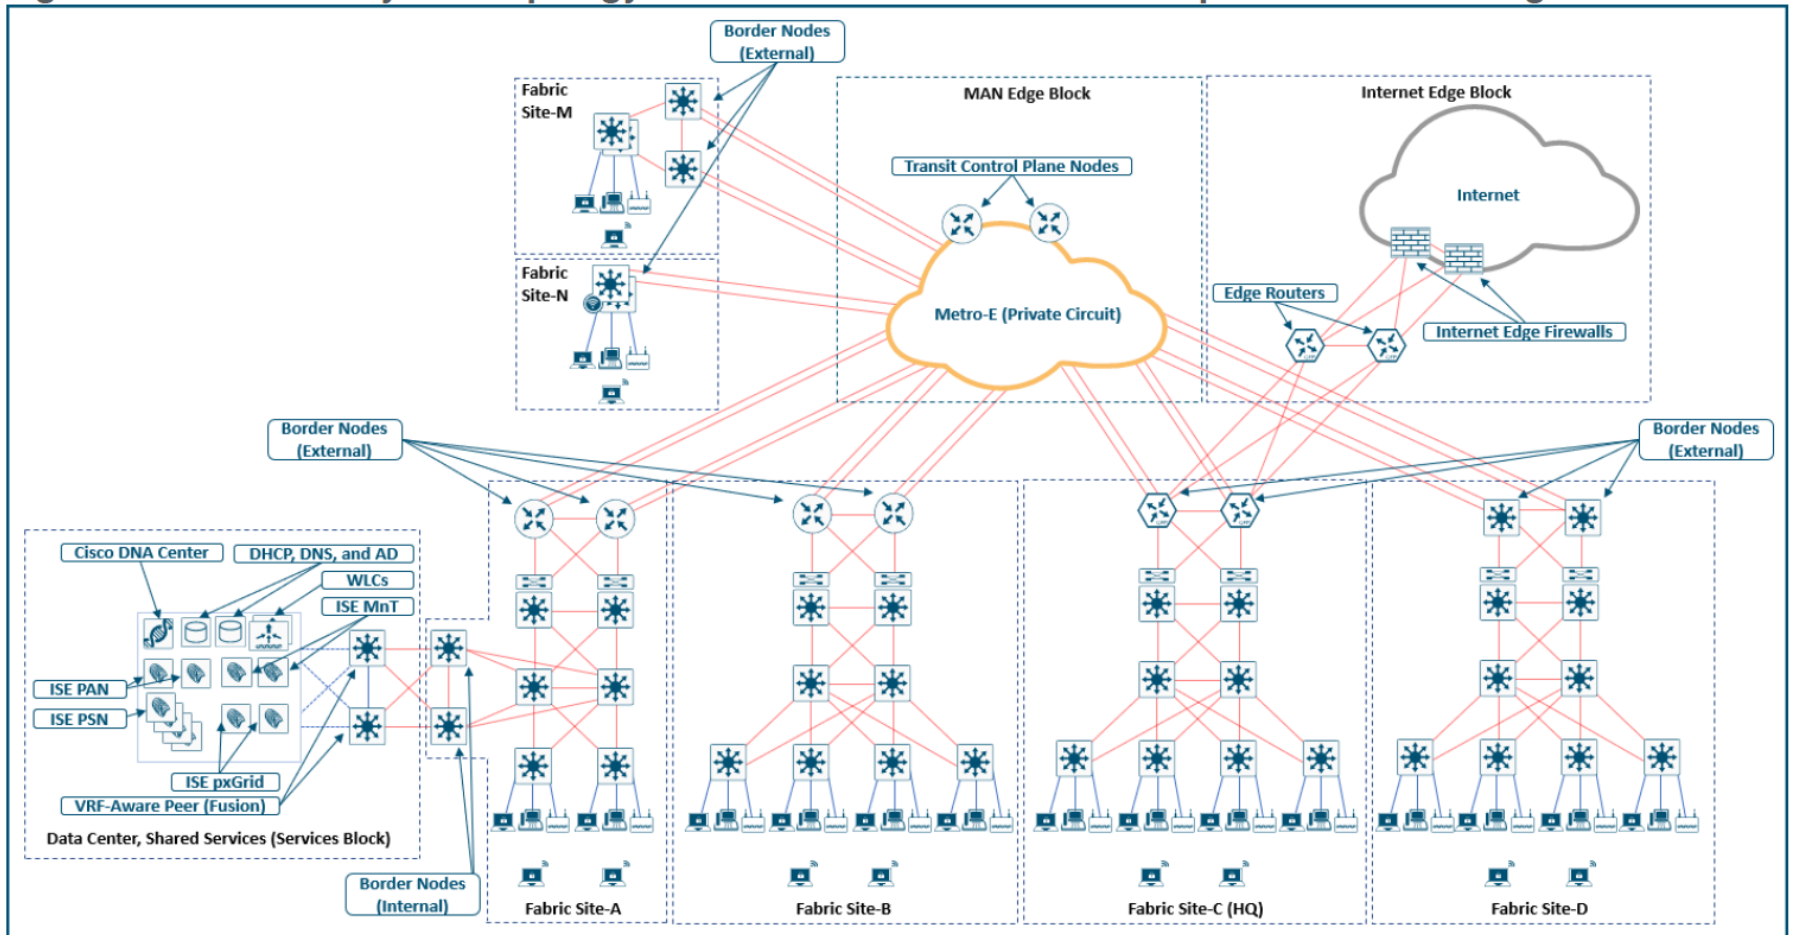 Border Nodes
(External)
Fabric
Site-M
MAN Edge Block
Internet Edge Block
Transit Control Plane Nodes
Internet
Fabric
Site-N
Edge Routers
Metro-E (Private Circuit)
Internet Edge Firewalls
Border Nodes
(External)
Border Nodes
(External)
Cisco DNA Center
DHCP, DNS, and AD
WLCs
ISE MnT
ISE PAN
ISE PSN
ISE pxGrid
VRF-Aware Peer (Fusion)
Data Center, Shared Services (Services Block)
Border Nodes
(Internal)
Fabric Site-A
Fabric Site-B
Fabric Site-C (HQ)
Fabric Site-D